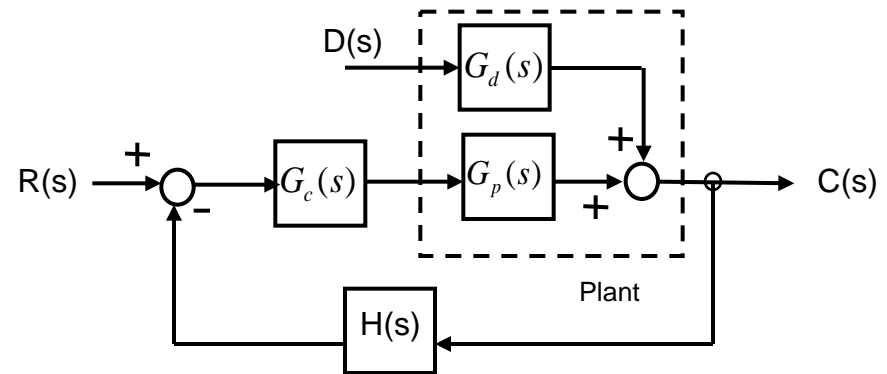 D(s)
G_d(s)
+
+
R(s)
G_c(s)
G_p(s)
C(s)
-
+
Plant
H(s)